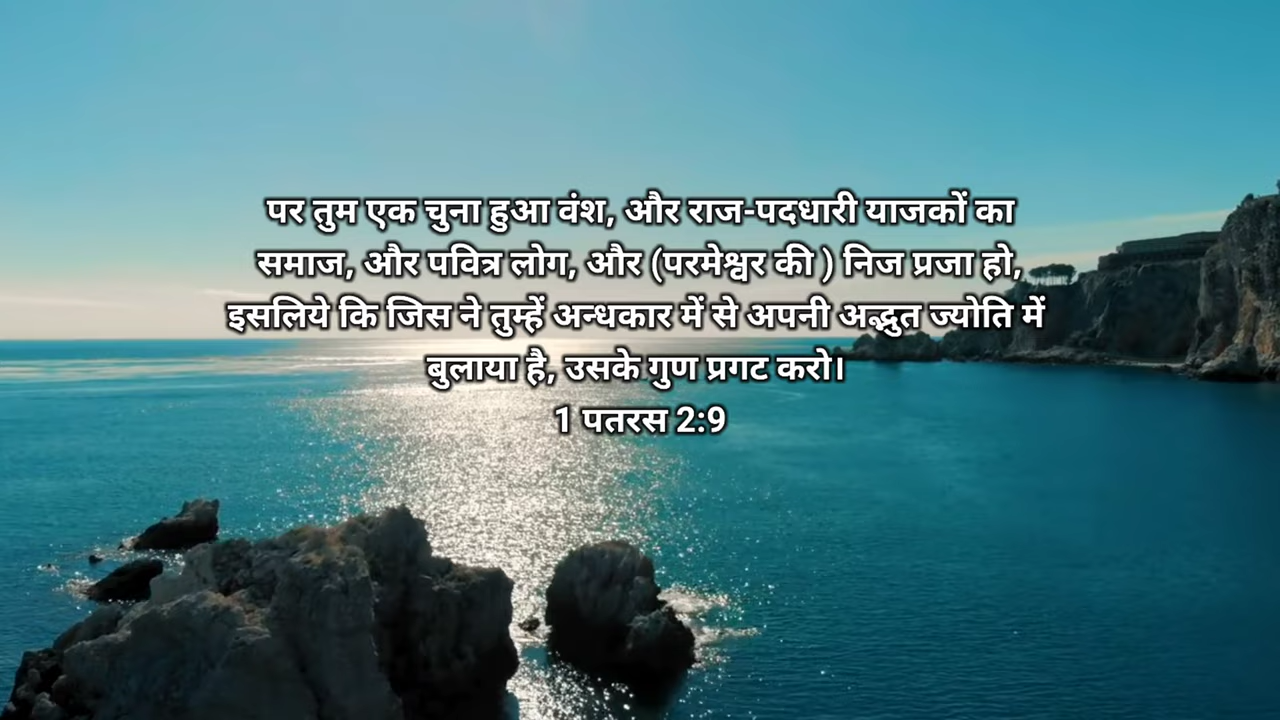 पर तुम एक चुना हुआ वंश, और राज-पदधारी याजकों का
समाज, और पवित्र लोग, और (परमेश्वर की ) निज प्रजा हो,
इसलिये कि जिस ने तुम्हें अन्धकार में से अपनी अद्भुत ज्योति में
बुलाया है, उसके गुण प्रगट करो।
1 पतरस 2:9